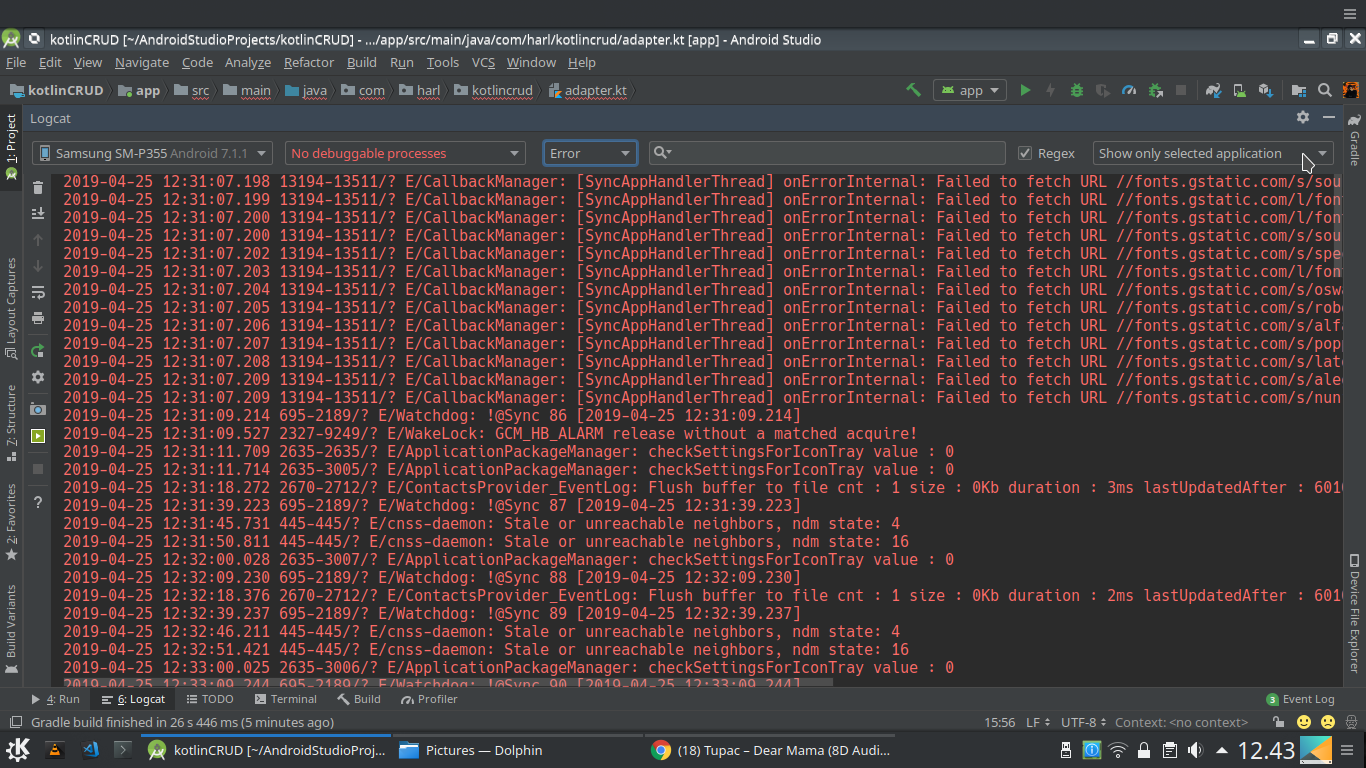 kotlinCRUD [~/AndroidStudioProjects/kotlinCRUD] - .../app/src/main/java/com/harl/kotlincrud/adapter.kt [app] - Android Studio
File Edit View Navigate Code Analyze Refactor Build Run Tools VCS Window Help
kotlinCRUD app src main java com harl kotlincrud adapter.kt app
Logcat
Samsung SM-P355 Android 7.1.1 No debuggable processes Error Regex Show only selected application
2019-04-25 12:31:07.198 13194-13511/? E/CallbackManager: [SyncAppHandlerThread] onErrorInternal: Failed to fetch URL //fonts.gstatic.com/s/sou
2019-04-25 12:31:07.199 13194-13511/? E/CallbackManager: [SyncAppHandlerThread] onErrorInternal: Failed to fetch URL //fonts.gstatic.com/l/fon
2019-04-25 12:31:07.200 13194-13511/? E/CallbackManager: [SyncAppHandlerThread] onErrorInternal: Failed to fetch URL //fonts.gstatic.com/l/fon
2019-04-25 12:31:07.200 13194-13511/? E/CallbackManager: [SyncAppHandlerThread] onErrorInternal: Failed to fetch URL //fonts.gstatic.com/s/sou
2019-04-25 12:31:07.202 13194-13511/? E/CallbackManager: [SyncAppHandlerThread] onErrorInternal: Failed to fetch URL //fonts.gstatic.com/s/spe
2019-04-25 12:31:07.203 13194-13511/? E/CallbackManager: [SyncAppHandlerThread] onErrorInternal: Failed to fetch URL //fonts.gstatic.com/l/fon
2019-04-25 12:31:07.204 13194-13511/? E/CallbackManager: [SyncAppHandlerThread] onErrorInternal: Failed to fetch URL //fonts.gstatic.com/s/osw
2019-04-25 12:31:07.205 13194-13511/? E/CallbackManager: [SyncAppHandlerThread] onErrorInternal: Failed to fetch URL //fonts.gstatic.com/s/rob
2019-04-25 12:31:07.206 13194-13511/? E/CallbackManager: [SyncAppHandlerThread] onErrorInternal: Failed to fetch URL //fonts.gstatic.com/s/alf
2019-04-25 12:31:07.207 13194-13511/? E/CallbackManager: [SyncAppHandlerThread] onErrorInternal: Failed to fetch URL //fonts.gstatic.com/s/pop
2019-04-25 12:31:07.208 13194-13511/? E/CallbackManager: [SyncAppHandlerThread] onErrorInternal: Failed to fetch URL //fonts.gstatic.com/s/lat
2019-04-25 12:31:07.209 13194-13511/? E/CallbackManager: [SyncAppHandlerThread] onErrorInternal: Failed to fetch URL //fonts.gstatic.com/s/ale
2019-04-25 12:31:07.209 13194-13511/? E/CallbackManager: [SyncAppHandlerThread] onErrorInternal: Failed to fetch URL //fonts.gstatic.com/s/nun
2019-04-25 12:31:09.214 695-2189/? E/Watchdog: !@Sync 86 [2019-04-25 12:31:09.214]
2019-04-25 12:31:09.527 2327-9249/? E/WakeLock: GCM_HB_ALARM release without a matched acquire!
2019-04-25 12:31:11.709 2635-2635/? E/ApplicationPackageManager: checkSettingsForIconTray value : 0
2019-04-25 12:31:11.714 2635-3005/? E/ApplicationPackageManager: checkSettingsForIconTray value : 0
2019-04-25 12:31:18.272 2670-2712/? E/ContactsProvider_EventLog: Flush buffer to file cnt : 1 size : 0Kb duration : 3ms lastUpdatedAfter : 6010
2019-04-25 12:31:39.223 695-2189/? E/Watchdog: !@Sync 87 [2019-04-25 12:31:39.223]
2019-04-25 12:31:45.731 445-445/? E/cnss-daemon: Stale or unreachable neighbors, ndm state: 4
2019-04-25 12:31:50.811 445-445/? E/cnss-daemon: Stale or unreachable neighbors, ndm state: 16
2019-04-25 12:32:00.028 2635-3007/? E/ApplicationPackageManager: checkSettingsForIconTray value : 0
2019-04-25 12:32:09.230 695-2189/? E/Watchdog: !@Sync 88 [2019-04-25 12:32:09.230]
2019-04-25 12:32:18.376 2670-2712/? E/ContactsProvider_EventLog: Flush buffer to file cnt : 1 size : 0Kb duration : 2ms lastUpdatedAfter : 6010
2019-04-25 12:32:39.237 695-2189/? E/Watchdog: !@Sync 89 [2019-04-25 12:32:39.237]
2019-04-25 12:32:46.211 445-445/? E/cnss-daemon: Stale or unreachable neighbors, ndm state: 4
2019-04-25 12:32:51.421 445-445/? E/cnss-daemon: Stale or unreachable neighbors, ndm state: 16
2019-04-25 12:33:00.025 2635-3006/? E/ApplicationPackageManager: checkSettingsForIconTray value : 0
2019-04-25 12:33:09.244 695-2189/? E/Watchdog: !@Sync 90 [2019-04-25 12:33:09.244]
1: Project
Layout Captures
7: Structure
2: Favorites
Build Variants
Gradle
Device File Explorer
4: Run 6: Logcat TODO Terminal Build Profiler 3 Event Log
Gradle build finished in 26 s 446 ms (5 minutes ago) 15:56 LF UTF-8 Context: <no context>
kotlinCRUD [~/AndroidStudioProj... Pictures — Dolphin (18) Tupac – Dear Mama (8D Audi... 12.43